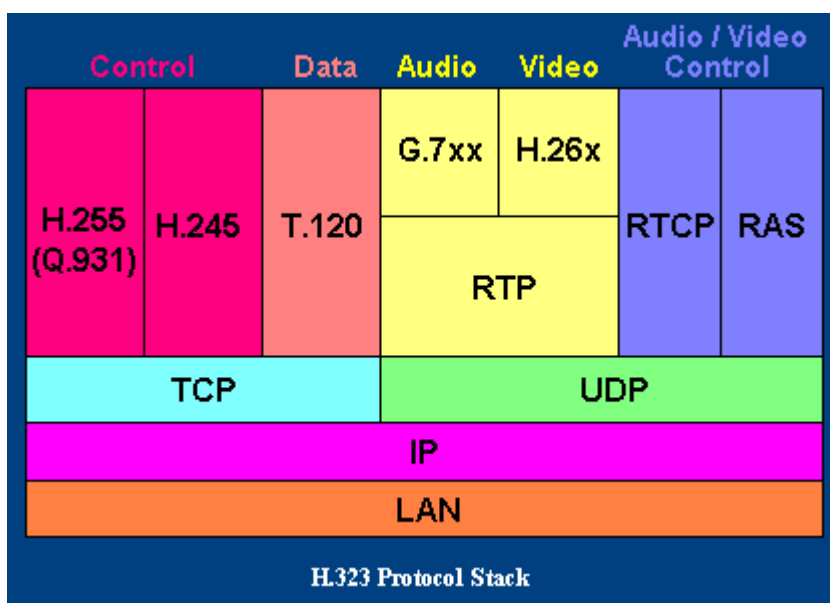 Control Data Audio Video Audio / Video Control
G.7xx H.26x
H.255 (Q.931) H.245 T.120 RTCP RAS
RTP
TCP UDP
IP
LAN
H.323 Protocol Stack